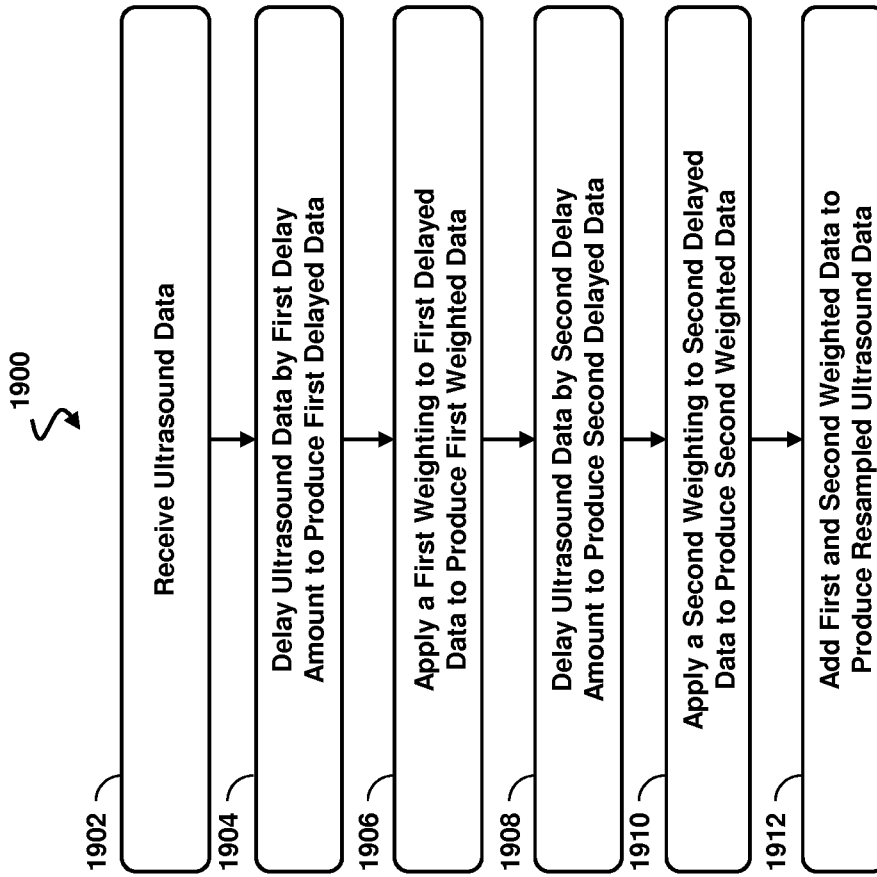 1900
1902
Receive Ultrasound Data
1904
Delay Ultrasound Data by First Delay
Amount to Produce First Delayed Data
1906
Apply a First Weighting to First Delayed
Data to Produce First Weighted Data
1908
Delay Ultrasound Data by Second Delay
Amount to Produce Second Delayed Data
1910
Apply a Second Weighting to Second Delayed
Data to Produce Second Weighted Data
1912
Add First and Second Weighted Data to
Produce Resampled Ultrasound Data